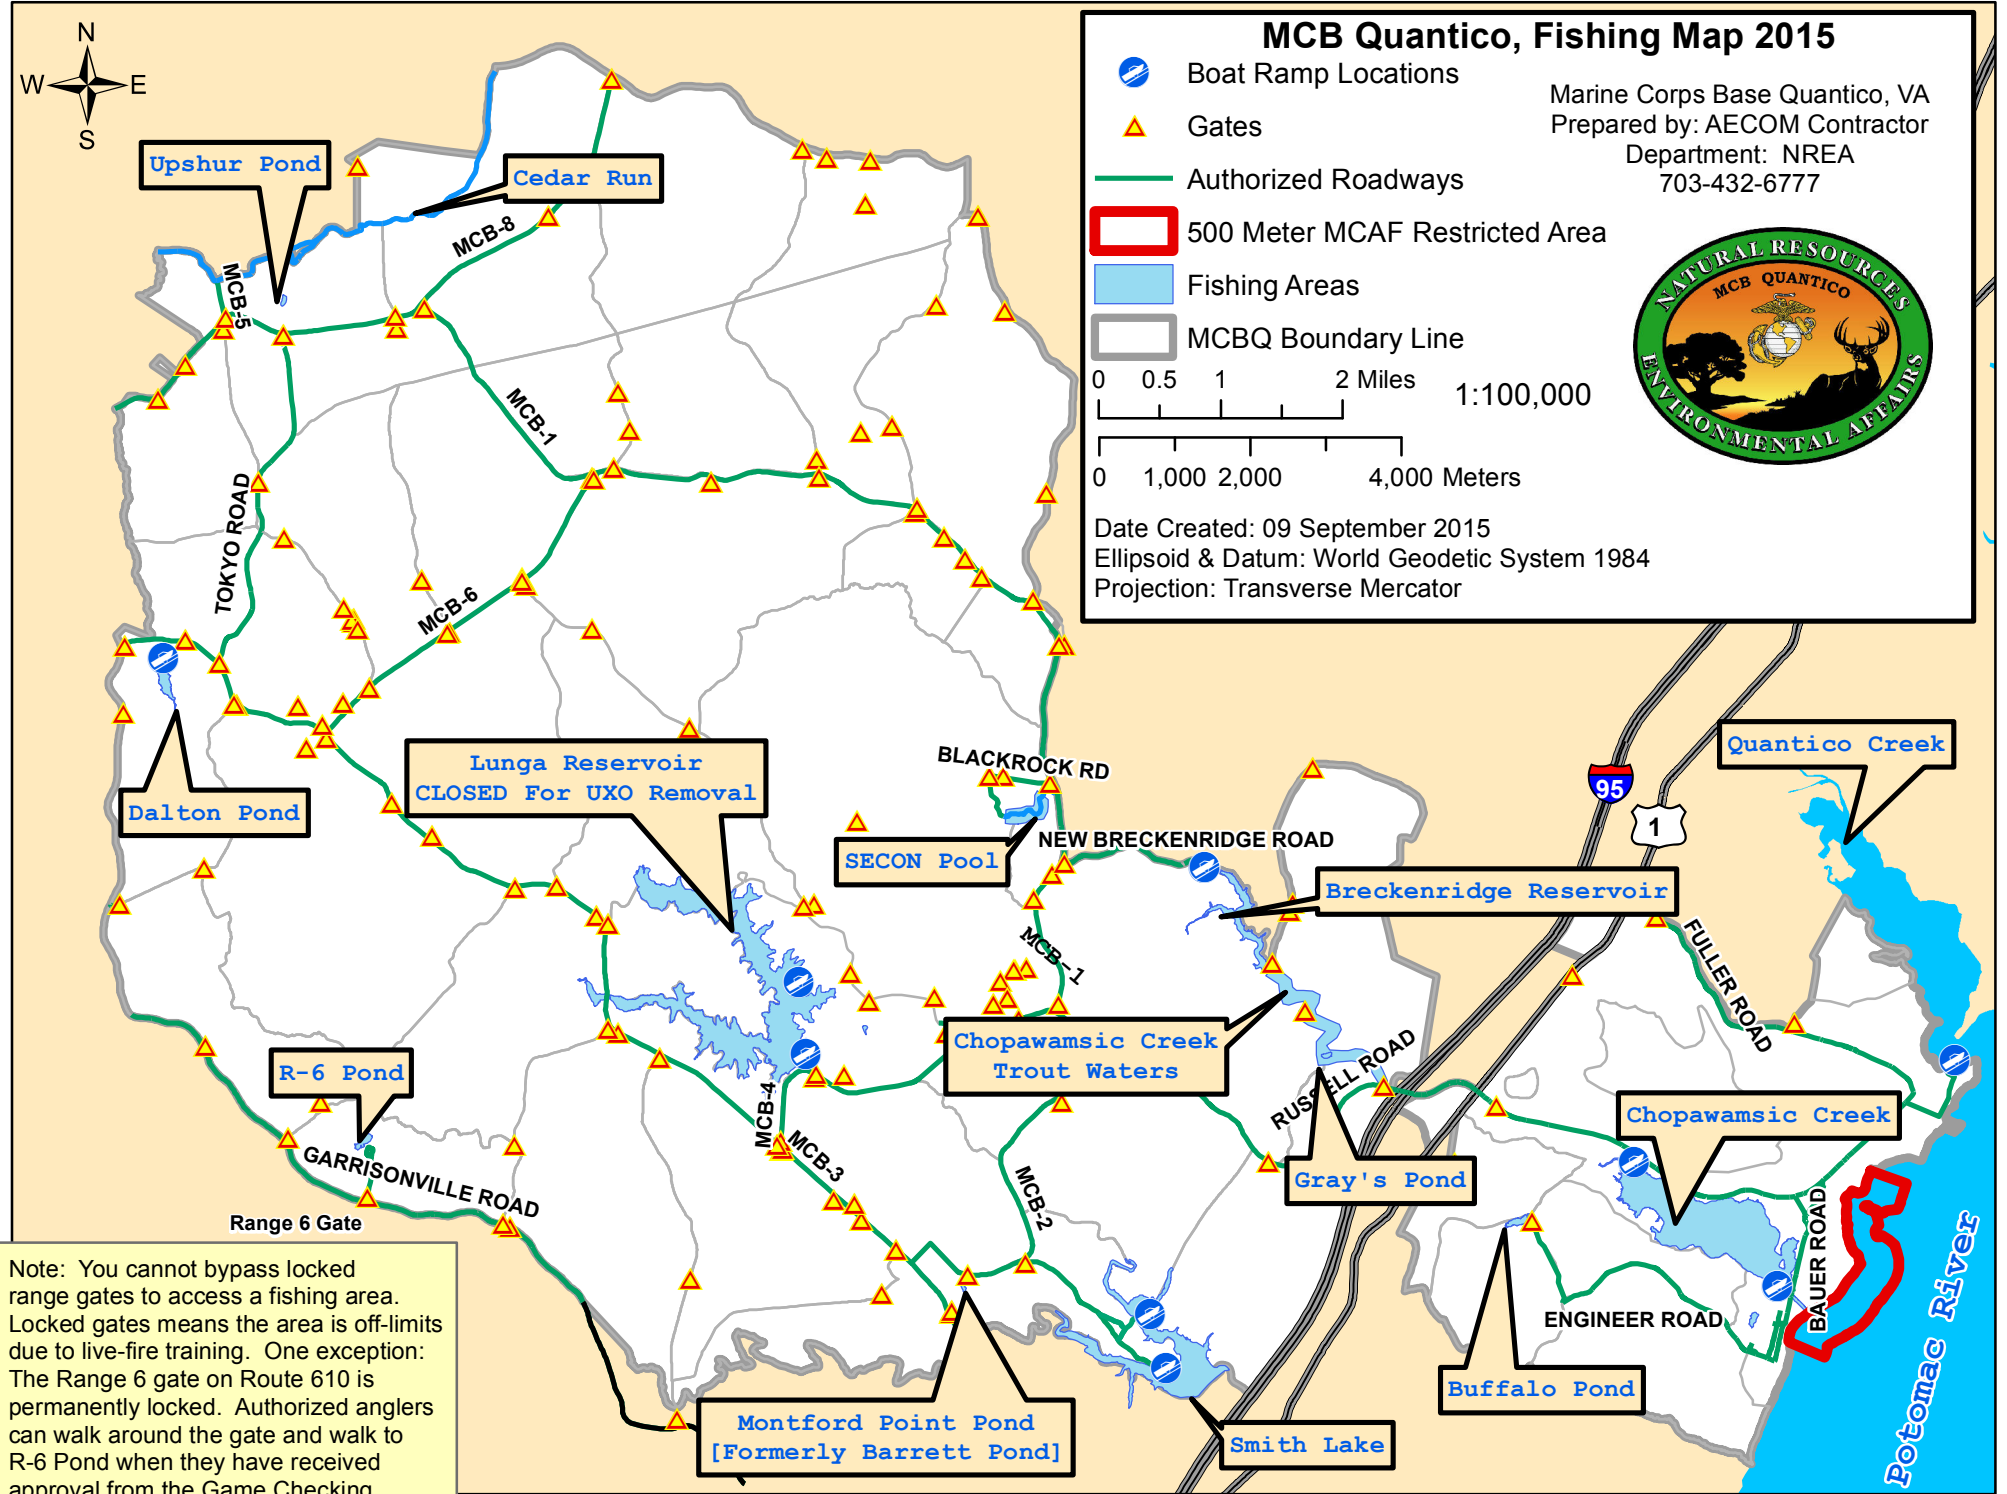 N
W E
S
MCB Quantico, Fishing Map 2015
Boat Ramp Locations
Gates
Authorized Roadways
500 Meter MCAF Restricted Area
Fishing Areas
MCBQ Boundary Line
Marine Corps Base Quantico, VA
Prepared by: AECOM Contractor
Department: NREA
703-432-6777
0 0.5 1 2 Miles
1:100,000
0 1,000 2,000 4,000 Meters
Date Created: 09 September 2015
Ellipsoid & Datum: World Geodetic System 1984
Projection: Transverse Mercator
NATURAL RESOURCES
MCB QUANTICO
ENVIRONMENTAL AFFAIRS
Upshur Pond
Cedar Run
MCB-8
MCB-5
MCB-1
TOKYO ROAD
MCB-6
Dalton Pond
Lunga Reservoir
CLOSED For UXO Removal
BLACKROCK RD
SECON Pool
NEW BRECKENRIDGE ROAD
Breckenridge Reservoir
95
1
Quantico Creek
FULLER ROAD
MCB-1
Chopawamsic Creek
Trout Waters
RUSSELL ROAD
Gray's Pond
Chopawamsic Creek
R-6 Pond
GARRISONVILLE ROAD
Range 6 Gate
MCB-4
MCB-3
MCB-2
BAUER ROAD
ENGINEER ROAD
Buffalo Pond
Potomac River
Montford Point Pond
[Formerly Barrett Pond]
Smith Lake
Note: You cannot bypass locked
range gates to access a fishing area.
Locked gates means the area is off-limits
due to live-fire training. One exception:
The Range 6 gate on Route 610 is
permanently locked. Authorized anglers
can walk around the gate and walk to
R-6 Pond when they have received
approval from the Game Checking